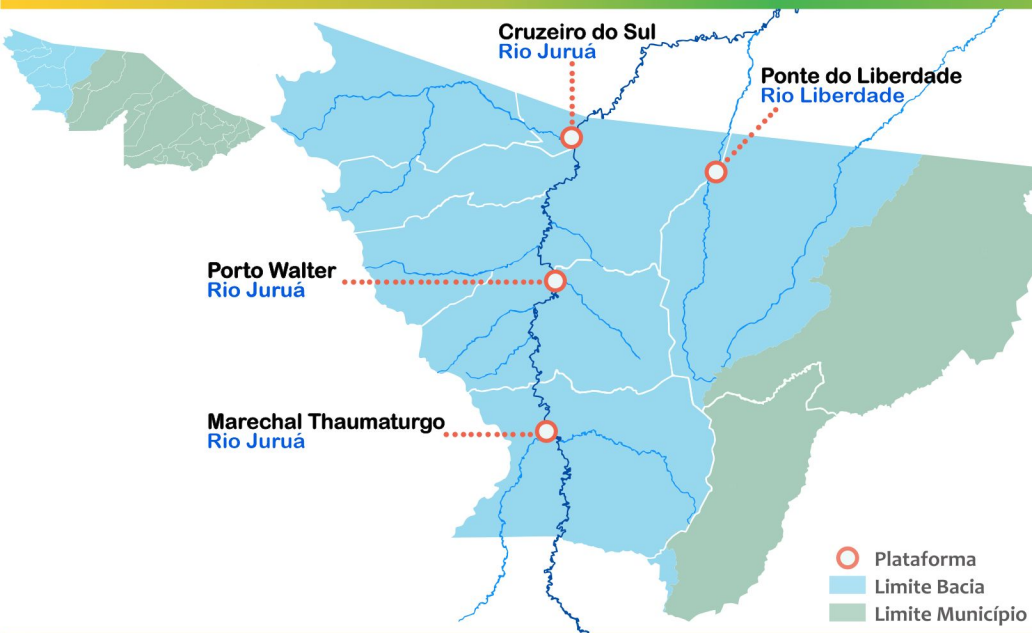 Cruzeiro do Sul
Rio Juruá
Ponte do Liberdade
Rio Liberdade
Porto Walter
Rio Juruá
Marechal Thaumaturgo
Rio Juruá
Plataforma
Limite Bacia
Limite Município